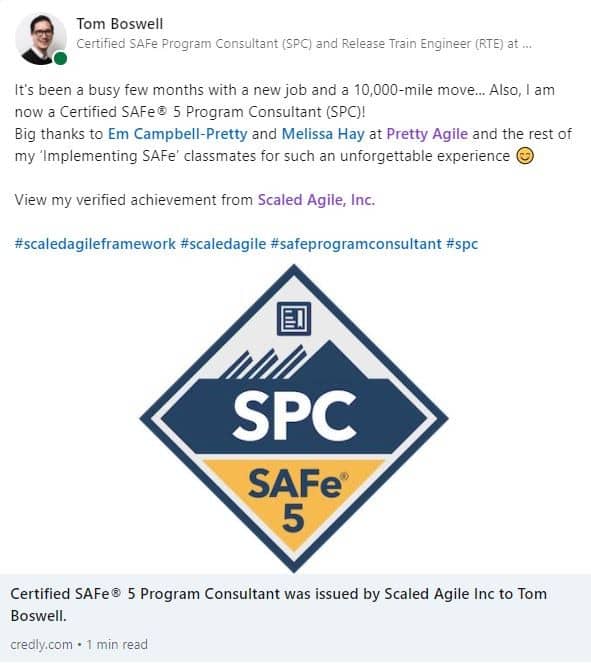 Tom Boswell
Certified SAFe Program Consultant (SPC) and Release Train Engineer (RTE) at ...
It's been a busy few months with a new job and a 10,000-mile move... Also, I am
now a Certified SAFe® 5 Program Consultant (SPC)!
Big thanks to Em Campbell-Pretty and Melissa Hay at Pretty Agile and the rest of
my 'Implementing SAFe' classmates for such an unforgettable experience 😊
View my verified achievement from Scaled Agile, Inc.
#scaledagileframework #scaledagile #safeprogramconsultant #spc
SPC
SAFe®
5
Certified SAFe® 5 Program Consultant was issued by Scaled Agile Inc to Tom
Boswell.
credly.com • 1 min read